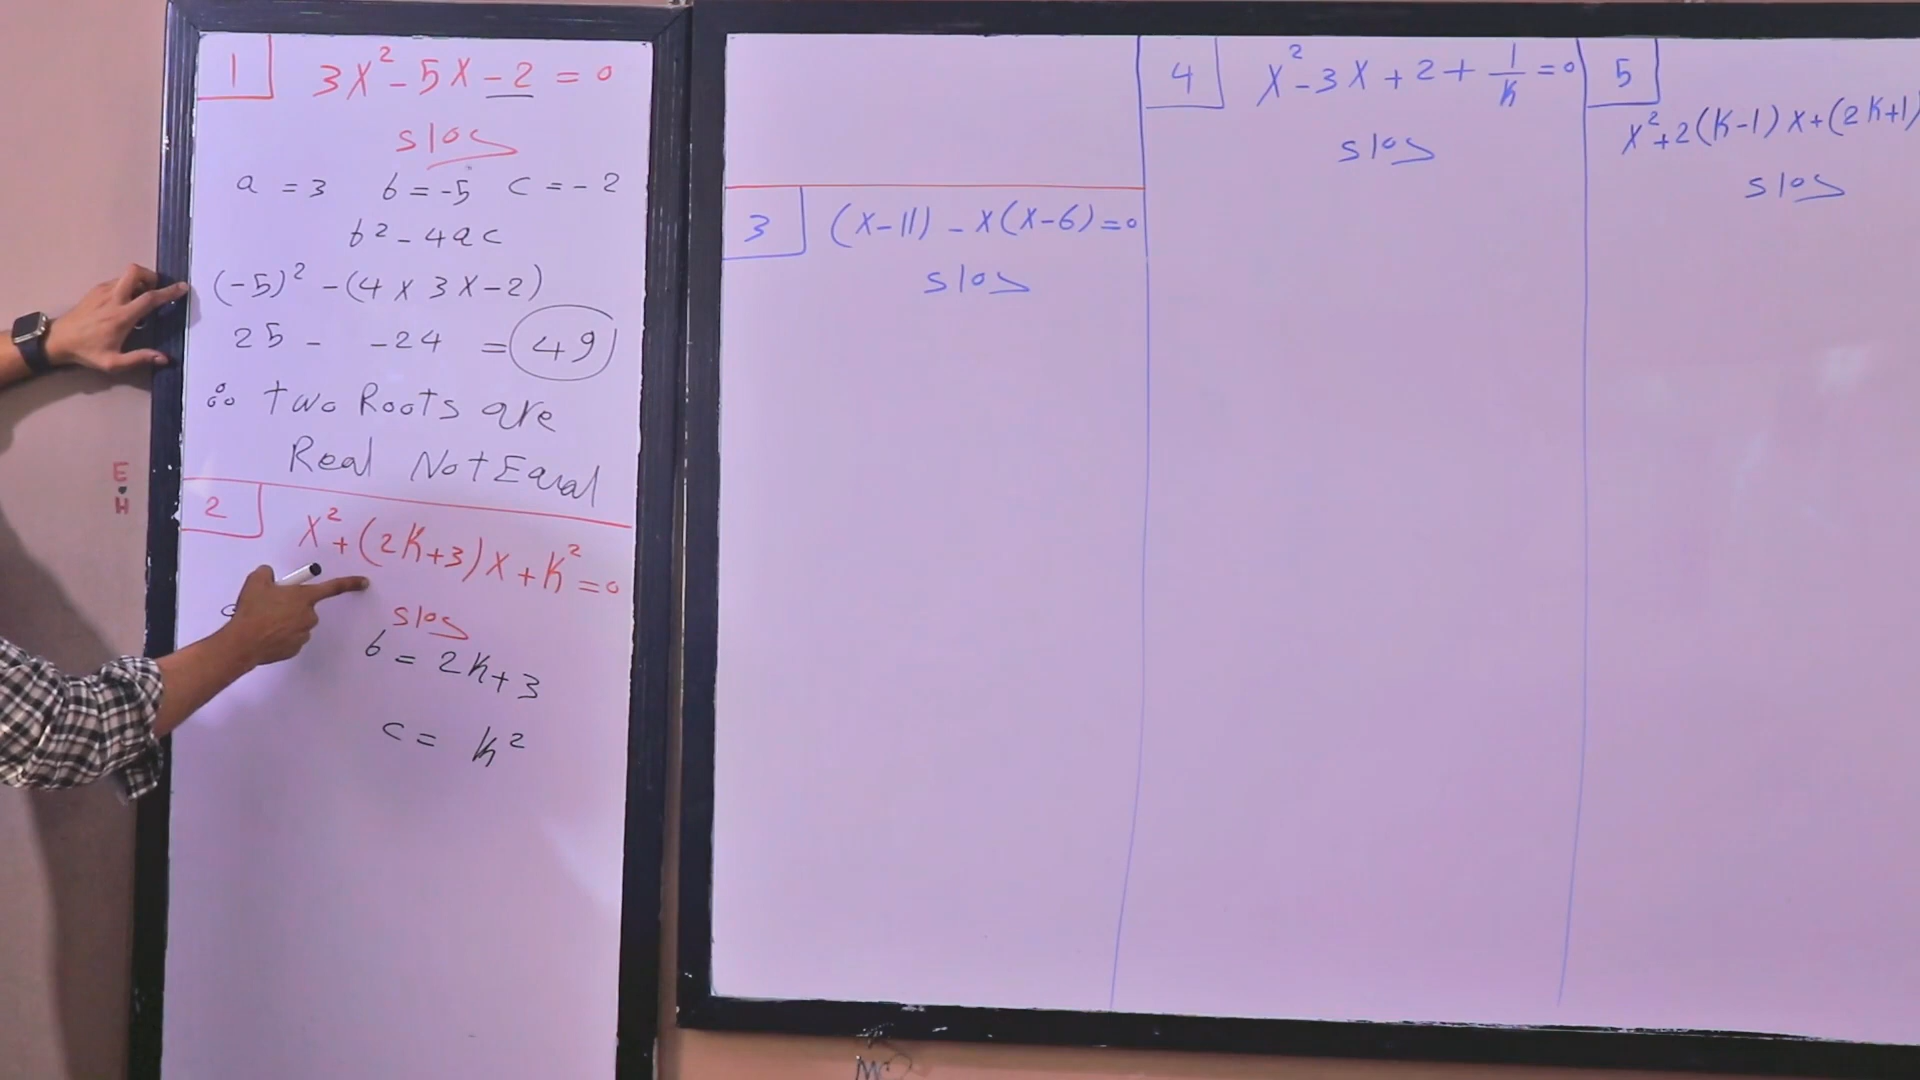 1
3x² - 5x - 2 = 0
slos
a = 3 b = -5 c = -2
b² - 4ac
(-5)² - (4 x 3 x -2)
25 - -24 = 49
∴ two Roots are
Real Not Equal
2
x² + (2k+3)x + k² = 0
slos
b = 2k+3
c = k²
E.H
3
(x-11) - x(x-6) = 0
slos
4
x² - 3x + 2 + 1/k = 0
slos
5
x² + 2(k-1)x + (2k+1)
slos